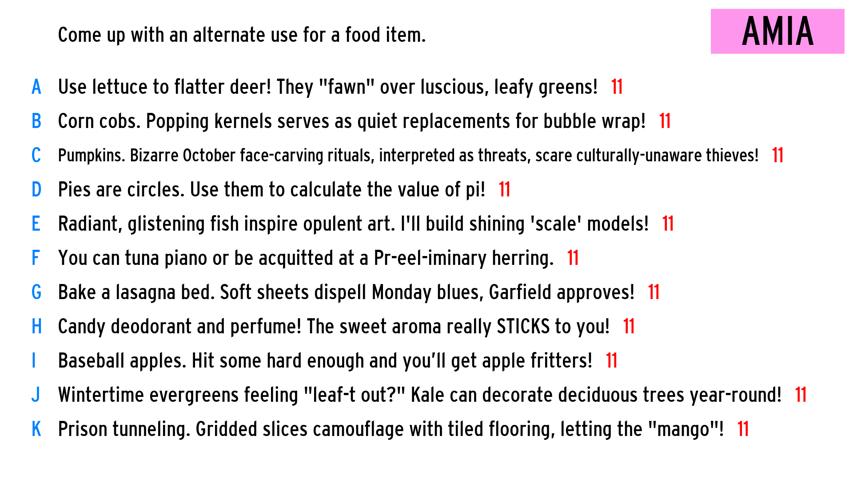 Come up with an alternate use for a food item.
AMIA
A Use lettuce to flatter deer! They "fawn" over luscious, leafy greens! 11
B Corn cobs. Popping kernels serves as quiet replacements for bubble wrap! 11
C Pumpkins. Bizarre October face-carving rituals, interpreted as threats, scare culturally-unaware thieves! 11
D Pies are circles. Use them to calculate the value of pi! 11
E Radiant, glistening fish inspire opulent art. I'll build shining 'scale' models! 11
F You can tuna piano or be acquitted at a Pr-eel-iminary herring. 11
G Bake a lasagna bed. Soft sheets dispell Monday blues, Garfield approves! 11
H Candy deodorant and perfume! The sweet aroma really STICKS to you! 11
I Baseball apples. Hit some hard enough and you’ll get apple fritters! 11
J Wintertime evergreens feeling "leaf-t out?" Kale can decorate deciduous trees year-round! 11
K Prison tunneling. Gridded slices camouflage with tiled flooring, letting the "mango"! 11